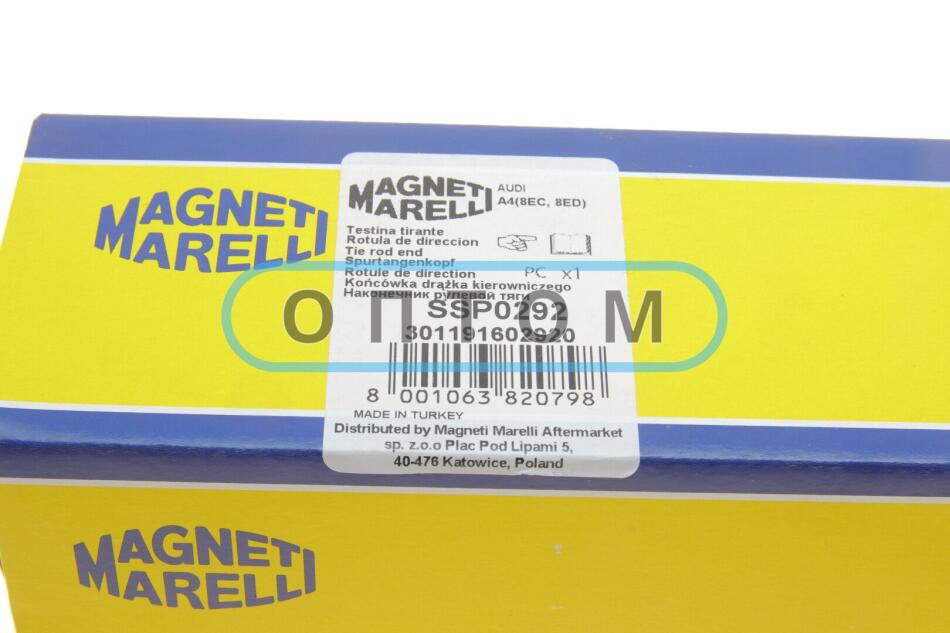 MAGNETI
MARELLI
MAGNETI
MARELLI
AUDI
A4(8EC, 8ED)
Testina tirante
Rotula de direccion
Tie rod end
Spurtangenkopf
Rotule de direction
PC x1
Końcówka drążka kierowniczego
Наконечник рулевой тяги
SSP0292
301191602920
ОПТОМ
8 001063 820798
MADE IN TURKEY
Distributed by Magneti Marelli Aftermarket
sp. z.o.o Plac Pod Lipami 5,
40-476 Katowice, Poland
MAGNETI
MARELLI